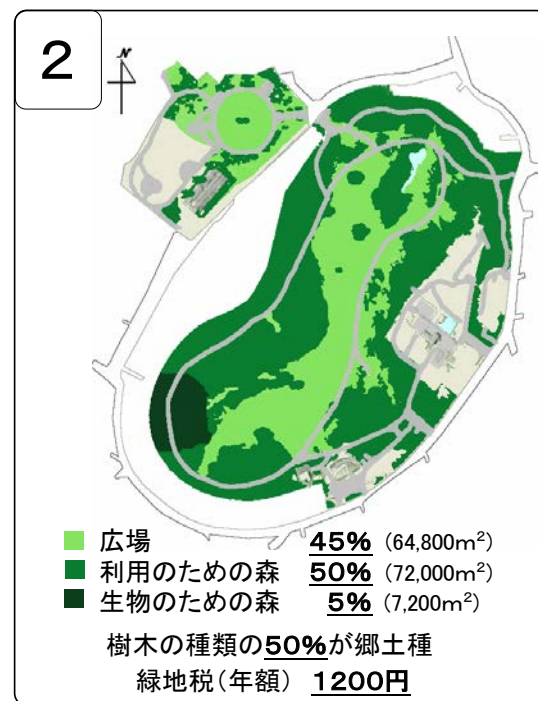 2
N
広場 45% (64,800m²)
利用のための森 50% (72,000m²)
生物のための森 5% (7,200m²)
樹木の種類の50%が郷土種
緑地税(年額) 1200円